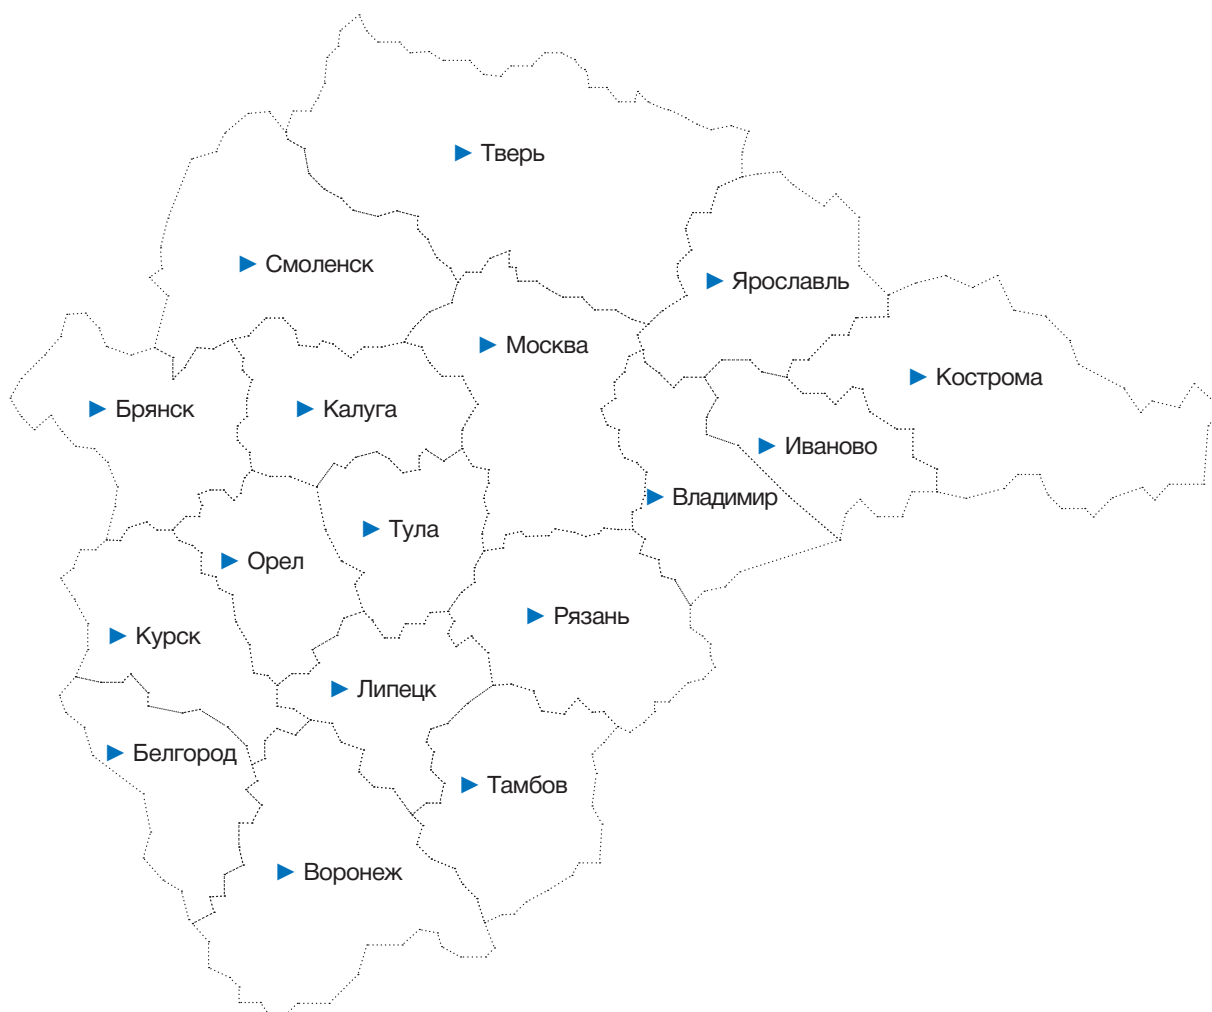 Тверь
Смоленск
Ярославль
Москва
Кострома
Брянск
Калуга
Иваново
Владимир
Тула
Орел
Рязань
Курск
Липецк
Белгород
Тамбов
Воронеж